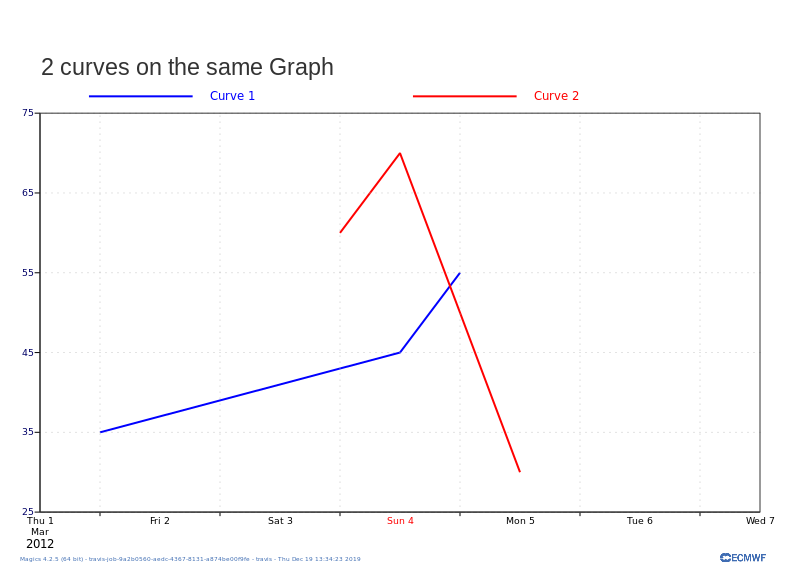 2 curves on the same Graph
Curve 1 Curve 2
75
65
55
45
35
25
Thu 1 Fri 2 Sat 3 Sun 4 Mon 5 Tue 6 Wed 7
Mar
2012
Magics 4.2.5 (64 bit) - travis-job-9a2b0560-aedc-4367-8131-a874be00f9fe - travis - Thu Dec 19 13:34:23 2019
ECMWF